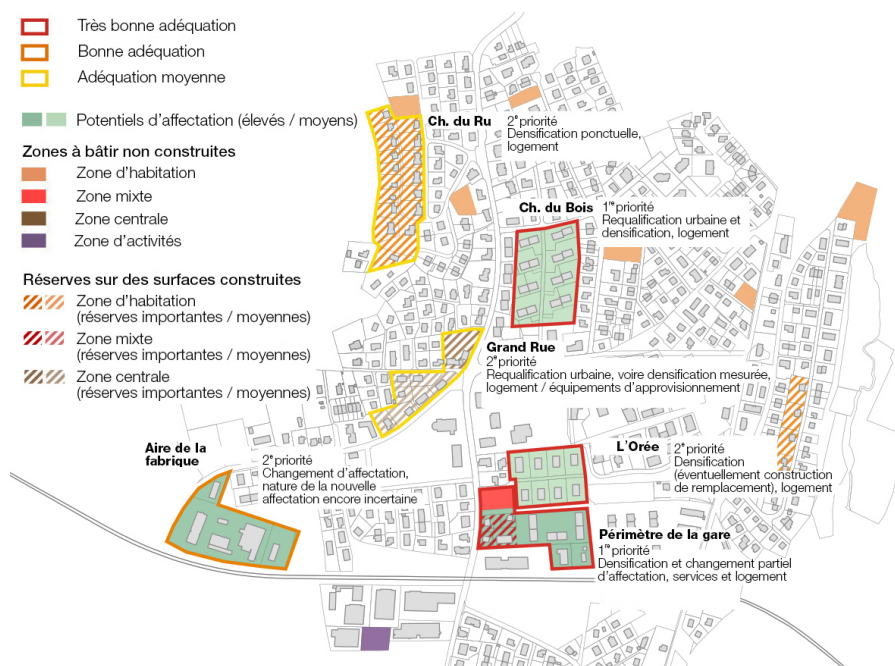 Très bonne adéquation
Bonne adéquation
Adéquation moyenne
Potentiels d'affectation (élevés / moyens)
Zones à bâtir non construites
Zone d'habitation
Zone mixte
Zone centrale
Zone d'activités
Réserves sur des surfaces construites
Zone d'habitation
(réserves importantes / moyennes)
Zone mixte
(réserves importantes / moyennes)
Zone centrale
(réserves importantes / moyennes)
Ch. du Ru
2e priorité
Densification ponctuelle,
logement
Ch. du Bois
1re priorité
Requalification urbaine et
densification, logement
Grand Rue
2e priorité
Requalification urbaine, voire densification mesurée,
logement / équipements d'approvisionnement
Aire de la
fabrique
2e priorité
Changement d'affectation,
nature de la nouvelle
affectation encore incertaine
L'Orée
2e priorité
Densification
(éventuellement construction
de remplacement), logement
Périmètre de la gare
1re priorité
Densification et changement partiel
d'affectation, services et logement